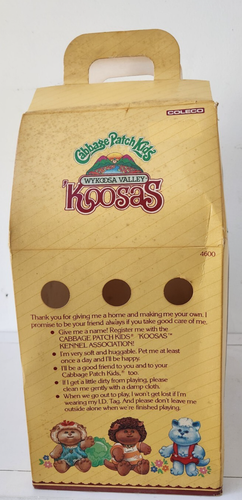 COLECO
Cabbage Patch Kids®
WYKOOSA VALLEY™
'KOOSAS™
4600
Thank you for giving me a home and making me your own. I
promise to be your friend always if you take good care of me.
• Give me a name! Register me with the
CABBAGE PATCH KIDS® 'KOOSAS™
KENNEL ASSOCIATION!
• I'm very soft and huggable. Pet me at least
once a day and I'll be happy.
• I'll be a good friend to you and to your
Cabbage Patch Kids,® too.
• If I get a little dirty from playing, please
clean me gently with a damp cloth.
• When we go out to play, I won't get lost if I'm
wearing my I.D. Tag. And please don't leave me
outside alone when we're finished playing.